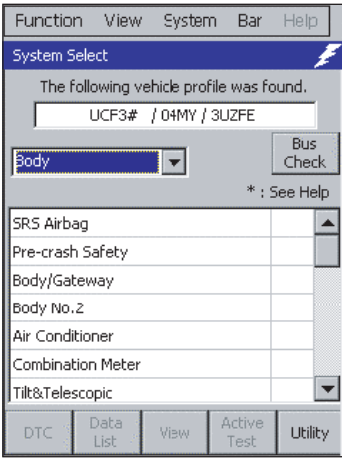 Function View System Bar Help
System Select
The following vehicle profile was found.
UCF3# / 04MY / 3UZFE
Body
Bus
Check
* : See Help
SRS Airbag
Pre-crash Safety
Body/Gateway
Body No.2
Air Conditioner
Combination Meter
Tilt&Telescopic
DTC Data List View Active Test Utility